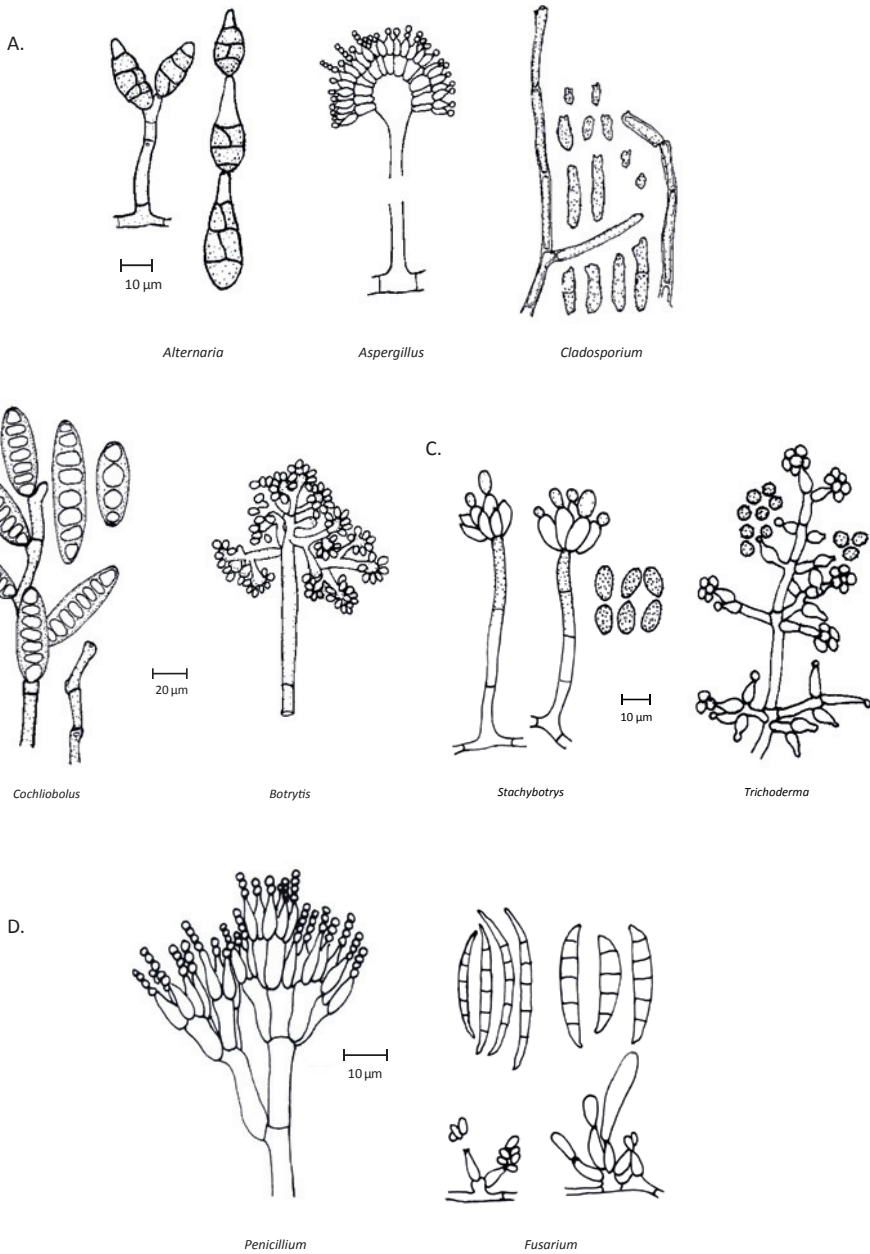 A.
10 µm
Alternaria
Aspergillus
Cladosporium
C.
20 µm
10 µm
Cochliobolus
Botrytis
Stachybotrys
Trichoderma
D.
10 µm
Penicillium
Fusarium